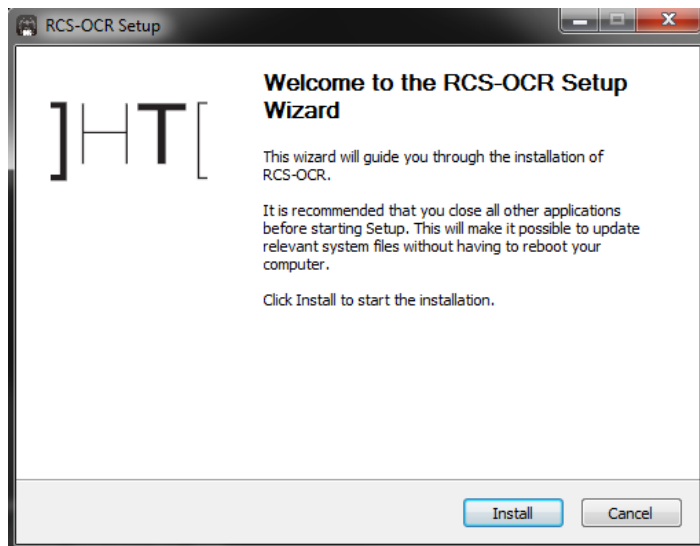 RCS-OCR Setup
]HT[
Welcome to the RCS-OCR Setup
Wizard
This wizard will guide you through the installation of
RCS-OCR.
It is recommended that you close all other applications
before starting Setup. This will make it possible to update
relevant system files without having to reboot your
computer.
Click Install to start the installation.
Install
Cancel